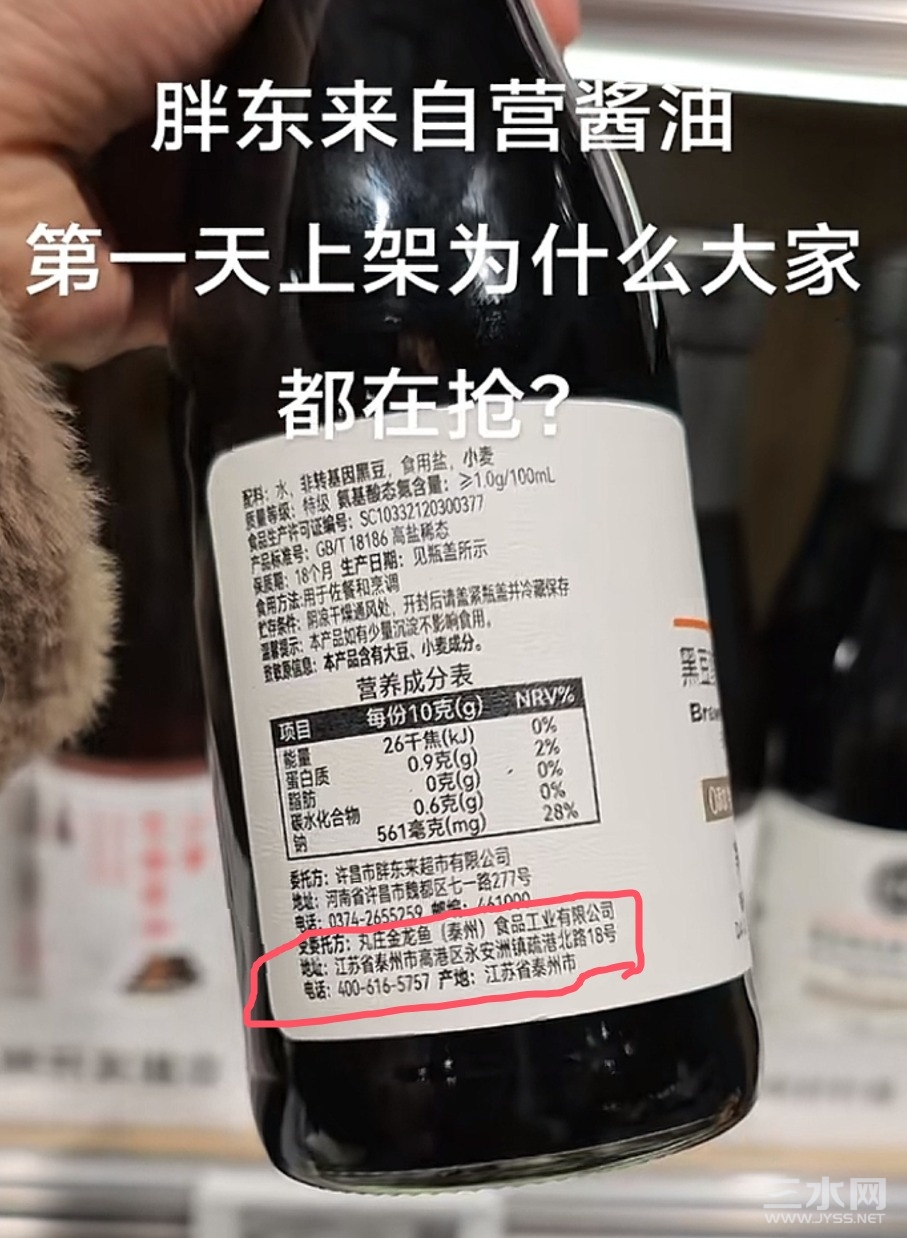 胖东来自营酱油
第一天上架为什么大家
都在抢？
配料：水，非转基因黑豆，食用盐，小麦
质量等级：特级 氨基酸态氮含量：≥1.0g/100mL
食品生产许可证编号：SC10332120300377
产品标准号：GB/T 18186 高盐稀态
保质期：18个月 生产日期：见瓶盖所示
食用方法:用于佐餐和烹调
贮存条件：阴凉干燥通风处，开封后请盖紧瓶盖并冷藏保存
温馨提示：本产品如有少量沉淀不影响食用。
致敏原信息：本产品含有大豆、小麦成分。
营养成分表
项目 每份10克(g) NRV%
能量 26千焦(kJ) 0%
蛋白质 0.9克(g) 2%
脂肪 0克(g) 0%
碳水化合物 0.6克(g) 0%
钠 561毫克(mg) 28%
委托方：许昌市胖东来超市有限公司
地址：河南省许昌市魏都区七一路277号
电话：0374-2655259 邮编：461000
受委托方：丸庄金龙鱼（泰州）食品工业有限公司
地址：江苏省泰州市高港区永安洲镇疏港北路18号
电话：400-616-5757 产地：江苏省泰州市
黑豆
三水网
WWW.JYSS.NET